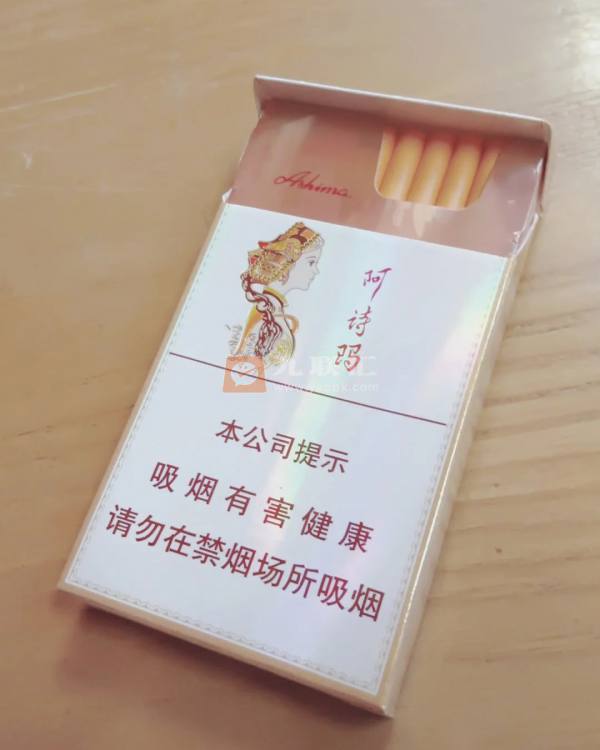 Ashima
阿诗玛
本公司提示
吸烟有害健康
请勿在禁烟场所吸烟